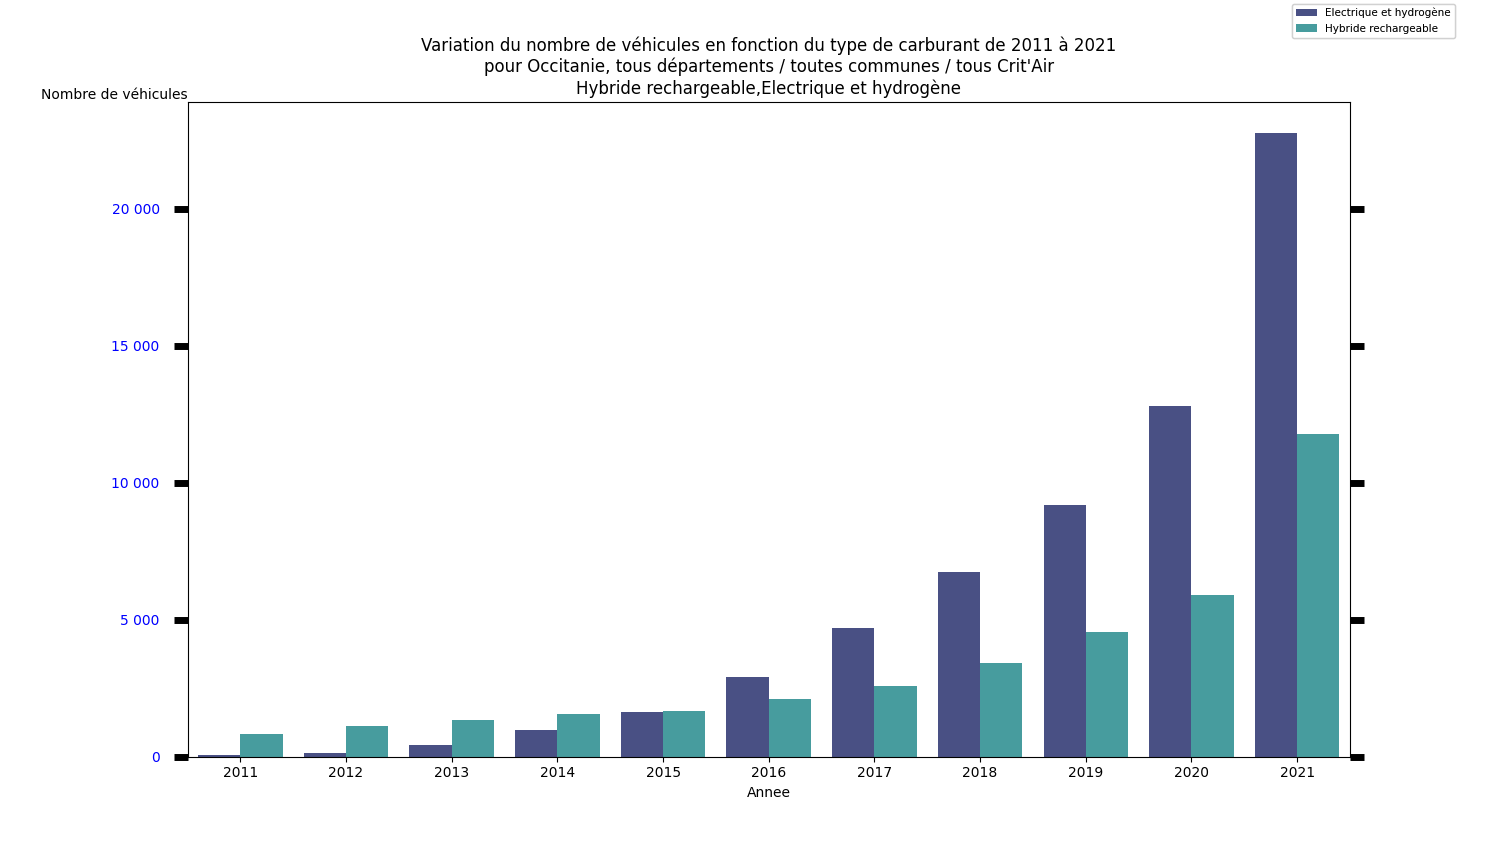 Electrique et hydrogène
Hybride rechargeable
Variation du nombre de véhicules en fonction du type de carburant de 2011 à 2021
pour Occitanie, tous départements / toutes communes / tous Crit'Air
Hybride rechargeable,Electrique et hydrogène
Nombre de véhicules
20 000
15 000
10 000
5 000
0
2011 2012 2013 2014 2015 2016 2017 2018 2019 2020 2021
Annee